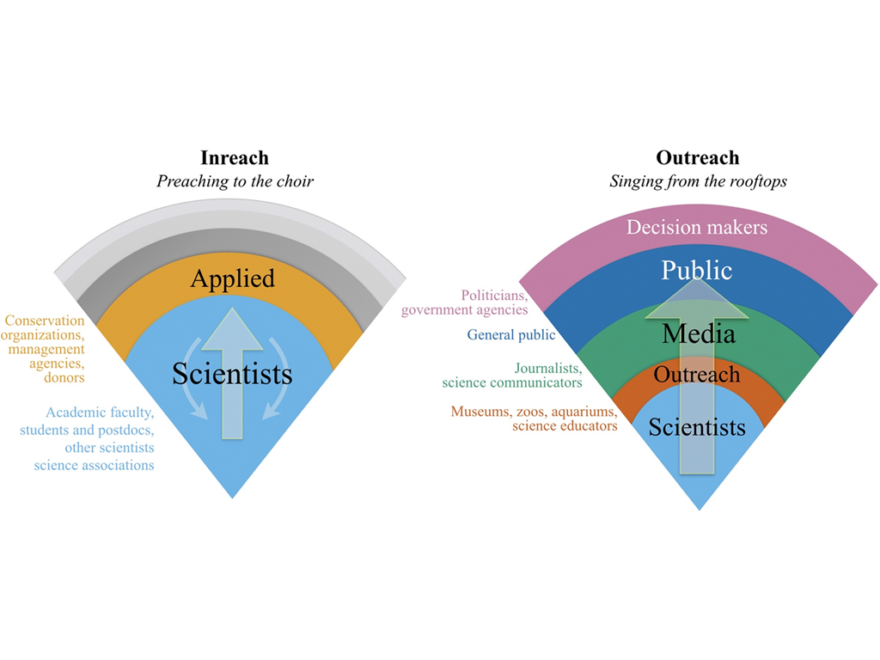 Inreach
Preaching to the choir
Applied
Scientists
Conservation
organizations,
management
agencies,
donors
Academic faculty,
students and postdocs,
other scientists
science associations
Outreach
Singing from the rooftops
Decision makers
Public
Media
Outreach
Scientists
Politicians,
government agencies
General public
Journalists,
science communicators
Museums, zoos, aquariums,
science educators